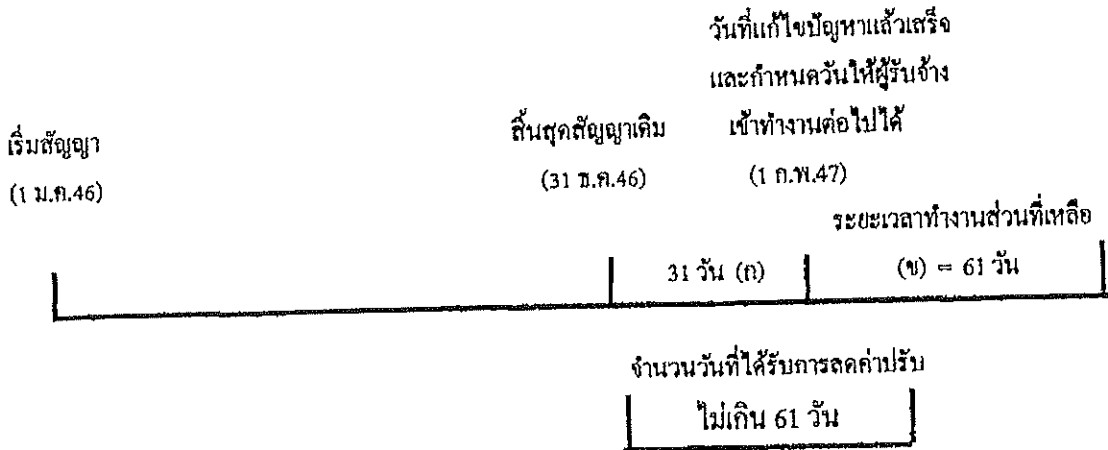 วันที่แก้ไขปัญหาแล้วเสร็จ
และกำหนดวันให้ผู้รับจ้าง
เริ่มสัญญา
สิ้นสุดสัญญาเดิม
เข้าทำงานต่อไปได้
(1 ม.ค.46)
(31 ธ.ค.46)
(1 ก.พ.47)
ระยะเวลาทำงานส่วนที่เหลือ
31 วัน (ก)
(ข) = 61 วัน
จำนวนวันที่ได้รับการลดค่าปรับ
ไม่เกิน 61 วัน